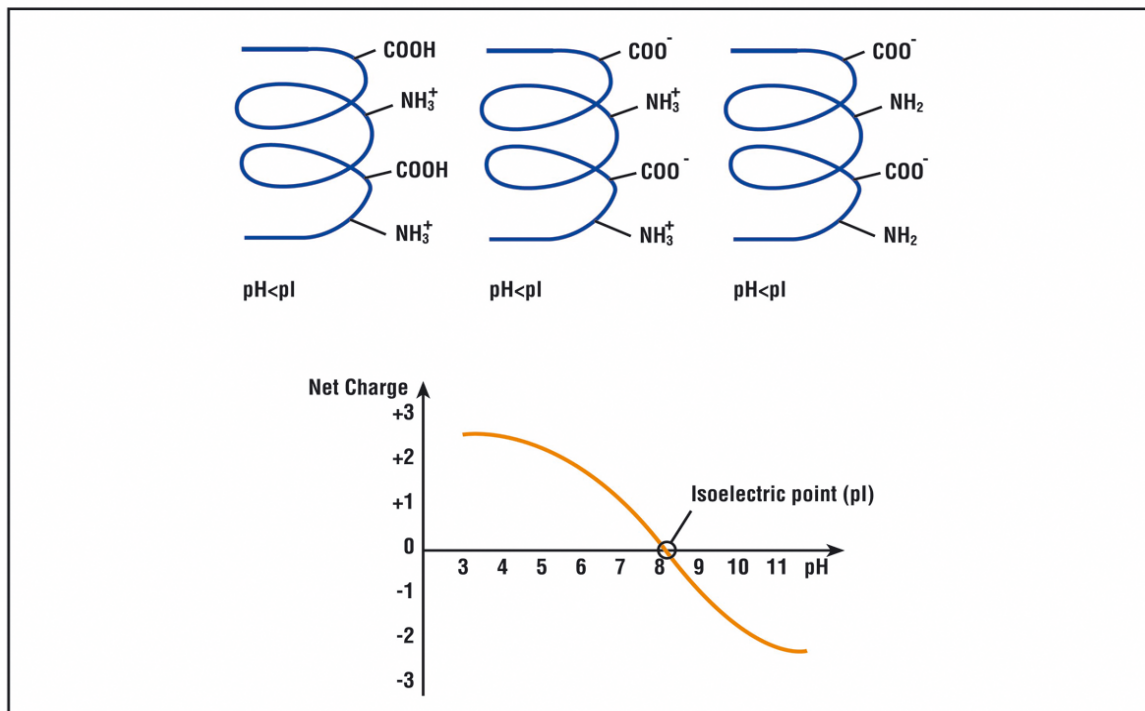 COOH
NH3+
COOH
NH3+
pH<pI
COO-
NH3+
COO-
NH3+
pH<pI
COO-
NH2
COO-
NH2
pH<pI
Net Charge
+3
+2
+1
0
-1
-2
-3
Isoelectric point (pI)
3 4 5 6 7 8 9 10 11 pH